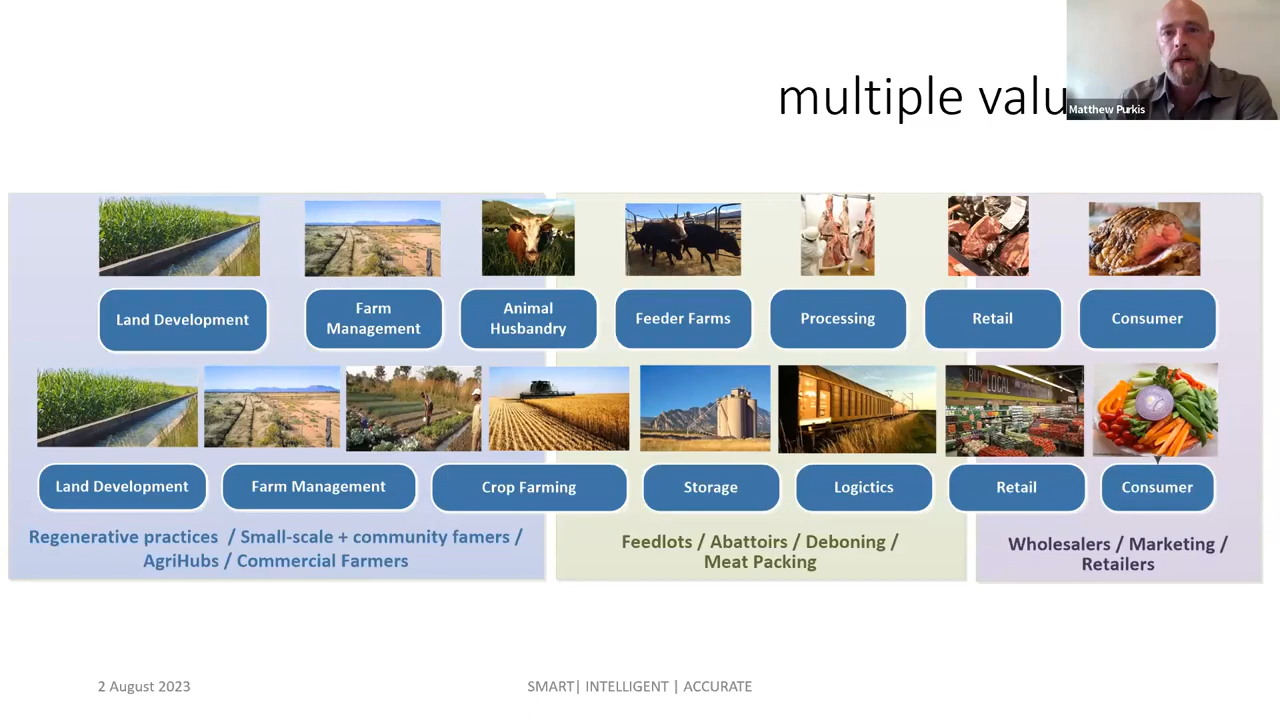 multiple valu
Matthew Purkis
Land Development
Farm
Management
Animal
Husbandry
Feeder Farms
Processing
Retail
Consumer
BUY LOCAL
Land Development
Farm Management
Crop Farming
Storage
Logictics
Retail
Consumer
Regenerative practices / Small-scale + community famers /
AgriHubs / Commercial Farmers
Feedlots / Abattoirs / Deboning /
Meat Packing
Wholesalers / Marketing /
Retailers
2 August 2023
SMART| INTELLIGENT | ACCURATE